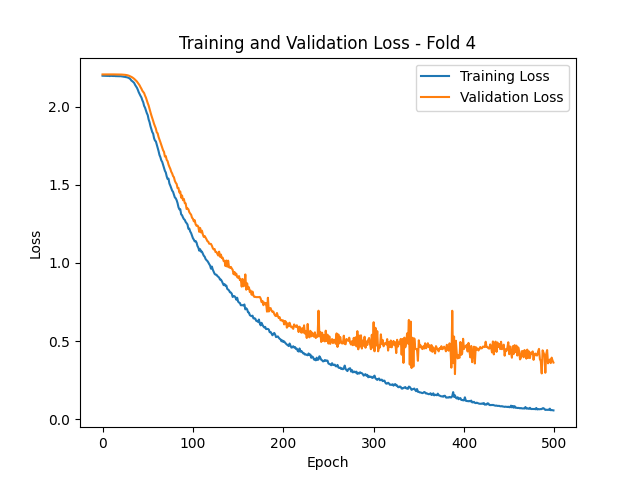 Training and Validation Loss - Fold 4
Training Loss
Validation Loss
Loss
2.0
1.5
1.0
0.5
0.0
0
100
200
300
400
500
Epoch